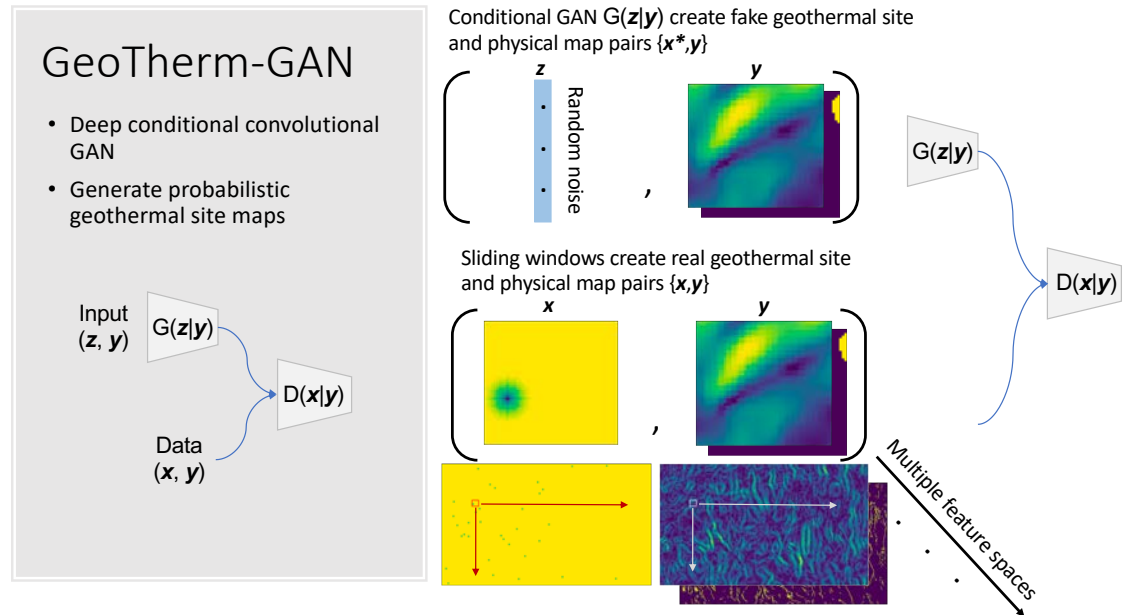 GeoTherm-GAN
• Deep conditional convolutional
GAN
• Generate probabilistic
geothermal site maps
Input
(z, y)
G(z|y)
D(x|y)
Data
(x, y)
Conditional GAN G(z|y) create fake geothermal site
and physical map pairs {x*,y}
z
y
Random noise
,
Sliding windows create real geothermal site
and physical map pairs {x,y}
x
y
,
G(z|y)
D(x|y)
Multiple feature spaces